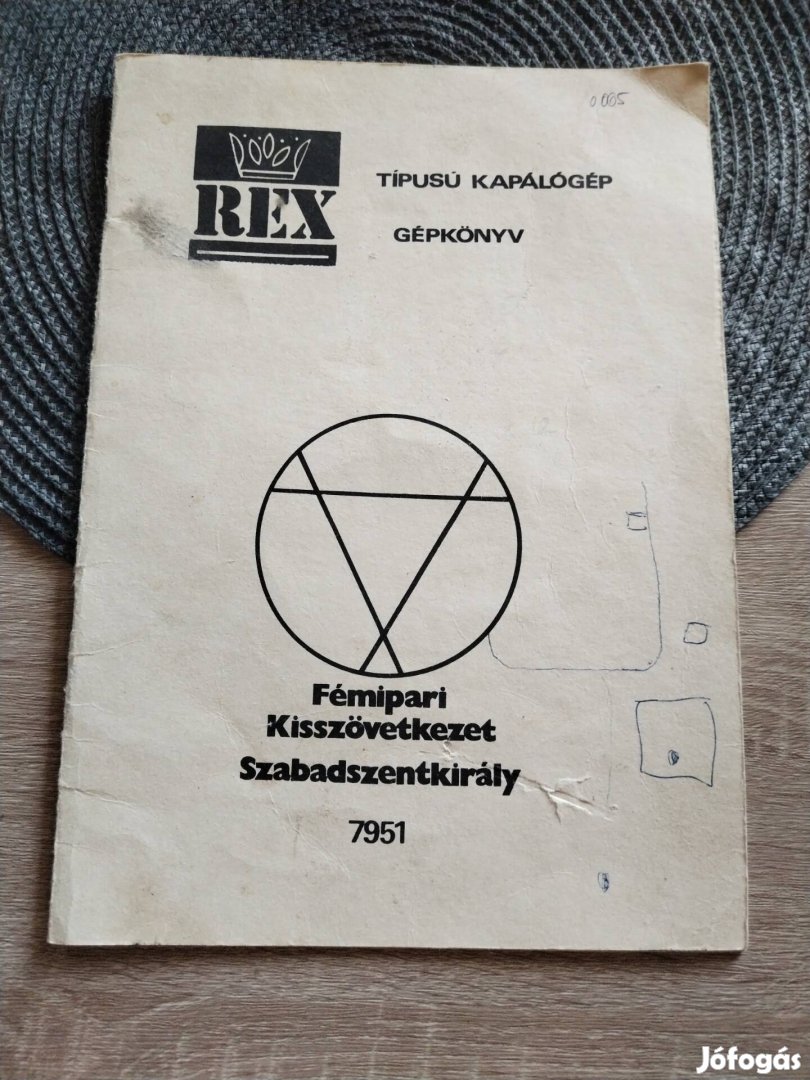 0005
REX
TÍPUSÚ KAPÁLÓGÉP
GÉPKÖNYV
Fémipari
Kisszövetkezet
Szabadszentkirály
7951
Jófogás